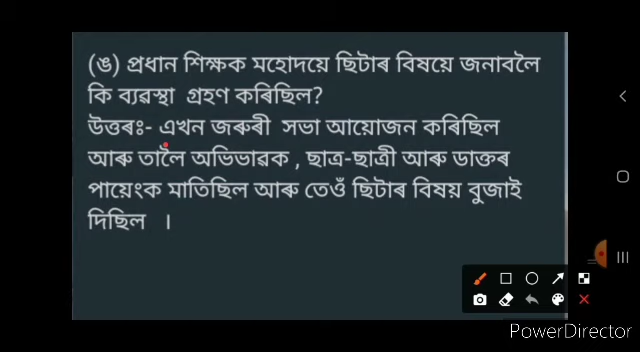 (ঙ) প্ৰধান শিক্ষক মহোদয়ে ছিটাৰ বিষয়ে জনাবলৈ
কি ব্যৱস্থা গ্ৰহণ কৰিছিল?
উত্তৰঃ- এখন জৰুৰী সভা আয়োজন কৰিছিল
আৰু তালৈ অভিভাৱক , ছাত্ৰ-ছাত্ৰী আৰু ডাক্তৰ
পায়েংক মাতিছিল আৰু তেওঁ ছিটাৰ বিষয় বুজাই
দিছিল ।
PowerDirector